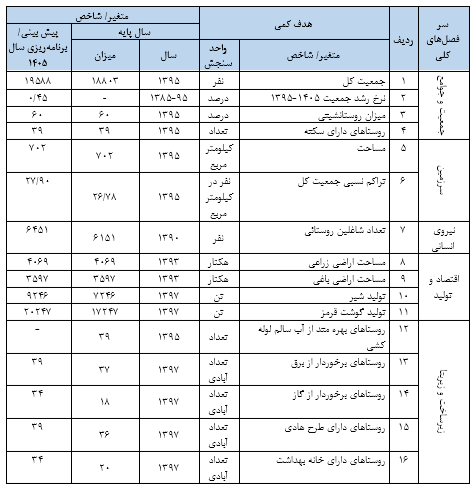 سر فصل‌های کلی | ردیف | هدف کمی | متغیر/ شاخص
متغیر/ شاخص | واحد سنجش | سال پایه | پیش بینی/ برنامه‌ریزی سال ۱۴۰۵
سال | میزان
جمعیت و جوامع
۱ | جمعیت کل | نفر | ۱۳۹۵ | ۱۸۸۰۳ | ۱۹۵۸۸
۲ | نرخ رشد جمعیت ۱۴۰۵-۱۳۹۵ | درصد | ۹۵-۱۳۸۵ | - | ۰/۴۵
۳ | میزان روستانشینی | درصد | ۱۳۹۵ | ۶۰ | ۶۰
۴ | روستاهای دارای سکته | تعداد | ۱۳۹۵ | ۳۹ | ۳۹
سرزمین
۵ | مساحت | کیلومتر مربع | ۱۳۹۵ | ۷۰۲ | ۷۰۲
۶ | تراکم نسبی جمعیت کل | نفر در کیلومتر مربع | ۱۳۹۵ | ۲۶/۷۸ | ۲۷/۹۰
نیروی انسانی
۷ | تعداد شاغلین روستائی | نفر | ۱۳۹۰ | ۶۱۵۱ | ۶۴۵۱
اقتصاد و تولید
۸ | مساحت اراضی زراعی | هکتار | ۱۳۹۳ | ۴۰۶۹ | ۴۰۶۹
۹ | مساحت اراضی باغی | هکتار | ۱۳۹۳ | ۳۵۹۷ | ۳۵۹۷
۱۰ | تولید شیر | تن | ۱۳۹۷ | ۷۲۴۶ | ۹۲۴۶
۱۱ | تولید گوشت قرمز | تن | ۱۳۹۷ | ۱۷۲۴۷ | ۲۰۲۴۷
زیرساخت و زیربنا
۱۲ | روستاهای بهره متد از آب سالم لوله کشی | تعداد | ۱۳۹۵ | ۳۹ | -
۱۳ | روستاهای برخوردار از برق | تعداد آبادی | ۱۳۹۷ | ۳۷ | ۳۹
۱۴ | روستاهای برخوردار از گاز | تعداد آبادی | ۱۳۹۷ | ۱۸ | ۳۴
۱۵ | روستاهای دارای طرح هادی | تعداد آبادی | ۱۳۹۷ | ۳۶ | ۳۹
۱۶ | روستاهای دارای خانه بهداشت | تعداد آبادی | ۱۳۹۷ | ۲۰ | ۳۴